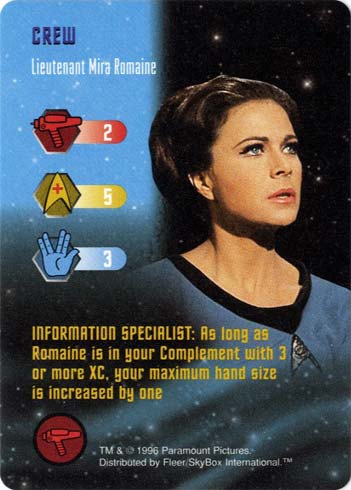 CREW
Lieutenant Mira Romaine
2
5
3
INFORMATION SPECIALIST: As long as
Romaine is in your Complement with 3
or more XC, your maximum hand size
is increased by one
TM & © 1996 Paramount Pictures.
Distributed by Fleer/SkyBox International.™